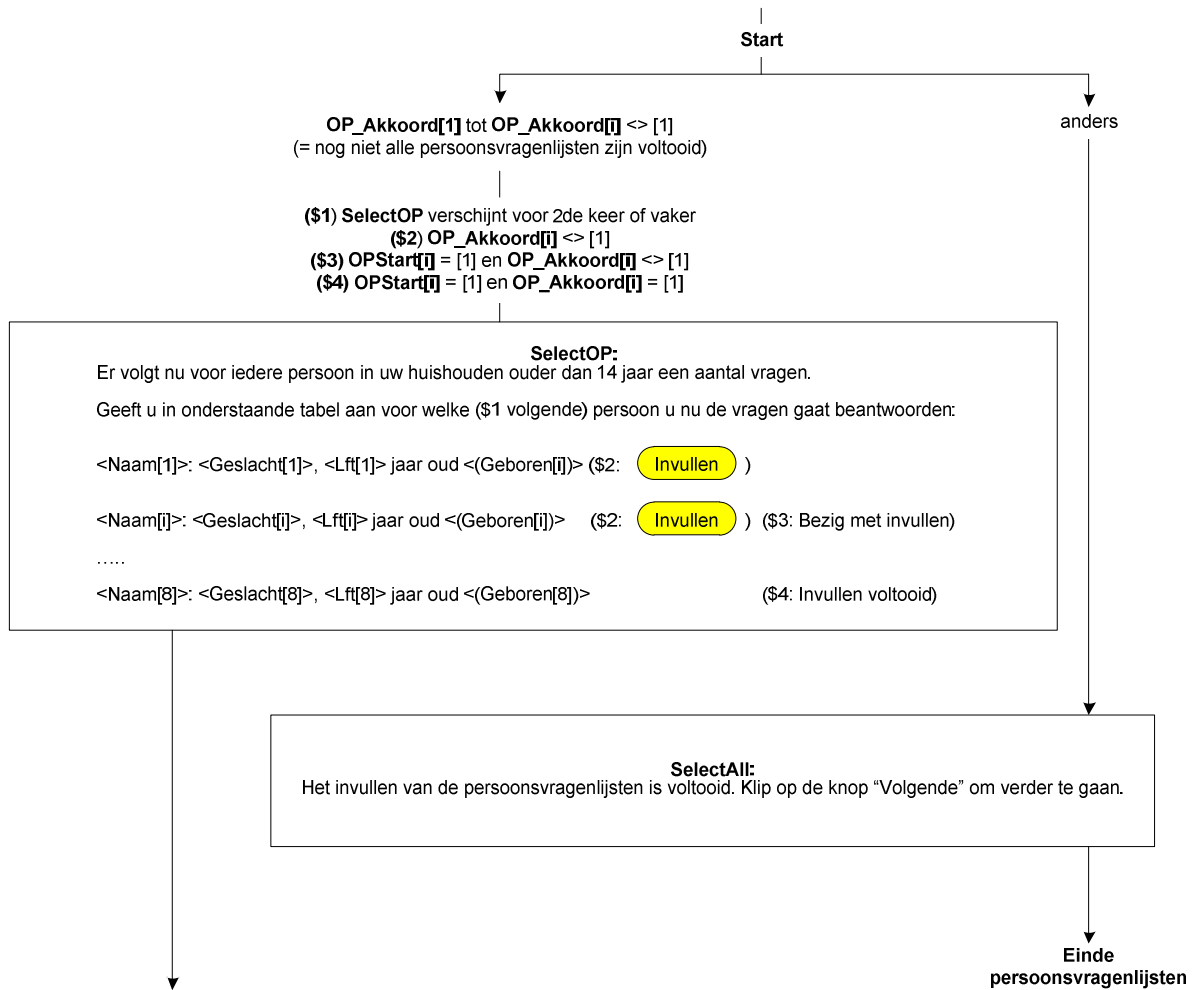 Start
OP_Akkoord[1] tot OP_Akkoord[i] <> [1]
(= nog niet alle persoonsvragenlijsten zijn voltooid)
anders
($1) SelectOP verschijnt voor 2de keer of vaker
($2) OP_Akkoord[i] <> [1]
($3) OPStart[i] = [1] en OP_Akkoord[i] <> [1]
($4) OPStart[i] = [1] en OP_Akkoord[i] = [1]
SelectOP:
Er volgt nu voor iedere persoon in uw huishouden ouder dan 14 jaar een aantal vragen.
Geeft u in onderstaande tabel aan voor welke ($1 volgende) persoon u nu de vragen gaat beantwoorden:
<Naam[1]>: <Geslacht[1]>, <Lft[1]> jaar oud <(Geboren[i])> ($2: Invullen )
<Naam[i]>: <Geslacht[i]>, <Lft[i]> jaar oud <(Geboren[i])> ($2: Invullen ) ($3: Bezig met invullen)
.....
<Naam[8]>: <Geslacht[8]>, <Lft[8]> jaar oud <(Geboren[8])> ($4: Invullen voltooid)
SelectAll:
Het invullen van de persoonsvragenlijsten is voltooid. Klip op de knop “Volgende” om verder te gaan.
Einde
persoonsvragenlijsten